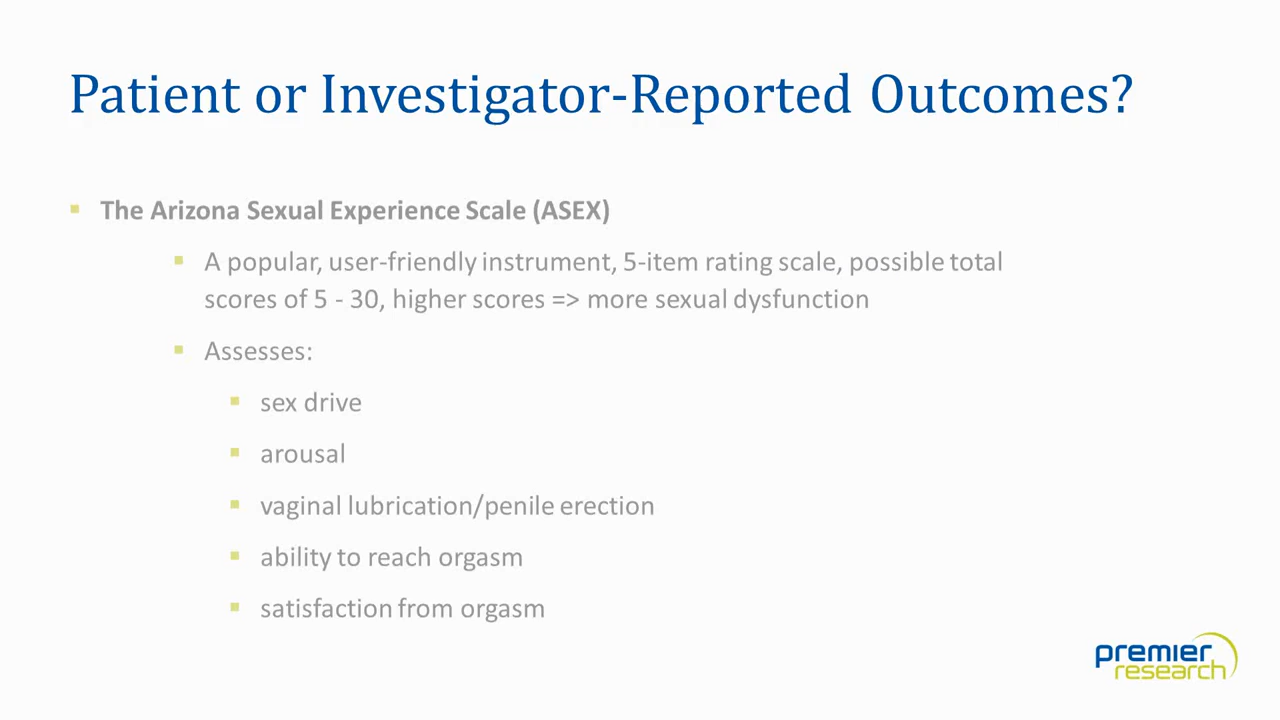 Patient or Investigator-Reported Outcomes?
The Arizona Sexual Experience Scale (ASEX)
A popular, user-friendly instrument, 5-item rating scale, possible total
scores of 5 - 30, higher scores => more sexual dysfunction
Assesses:
sex drive
arousal
vaginal lubrication/penile erection
ability to reach orgasm
satisfaction from orgasm
premier
research